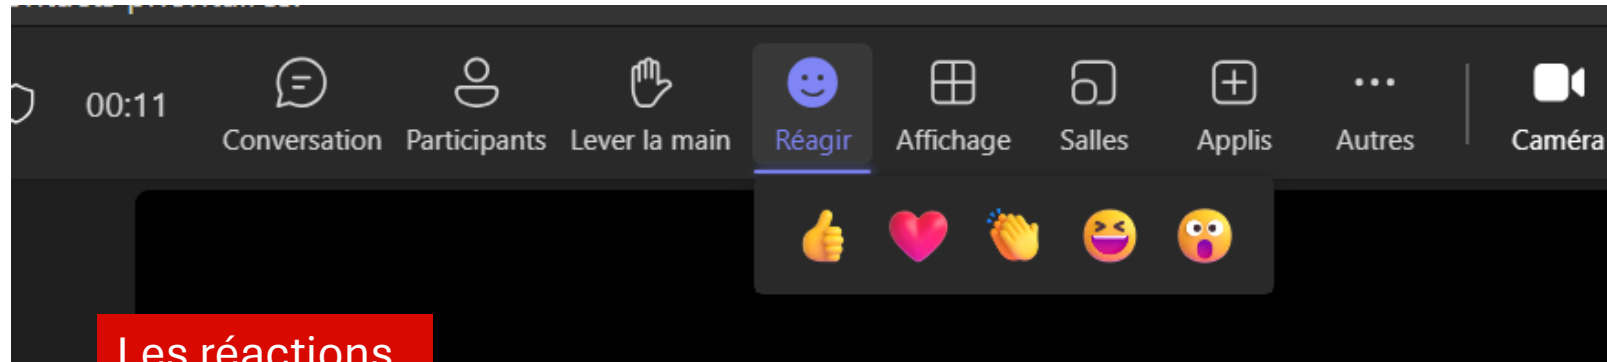 00:11
Conversation Participants Lever la main Réagir Affichage Salles Applis Autres Caméra
Les réactions